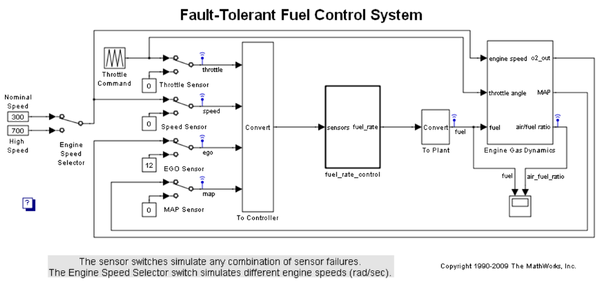 Fault-Tolerant Fuel Control System
engine speed
o2_out
Throttle
Command
throttle
0
Throttle Sensor
Convert
throttle angle
MAP
Nominal
Speed
300
700
High
Speed
Engine
Speed
Selector
speed
0
Speed Sensor
sensors
fuel_rate
fuel_rate_control
Convert
To Plant
fuel
fuel
air/fuel ratio
Engine Gas Dynamics
ego
12
EGO Sensor
map
0
MAP Sensor
To Controller
fuel
air_fuel_ratio
?
The sensor switches simulate any combination of sensor failures.
The Engine Speed Selector switch simulates different engine speeds (rad/sec).
Copyright 1990-2009 The MathWorks, Inc.